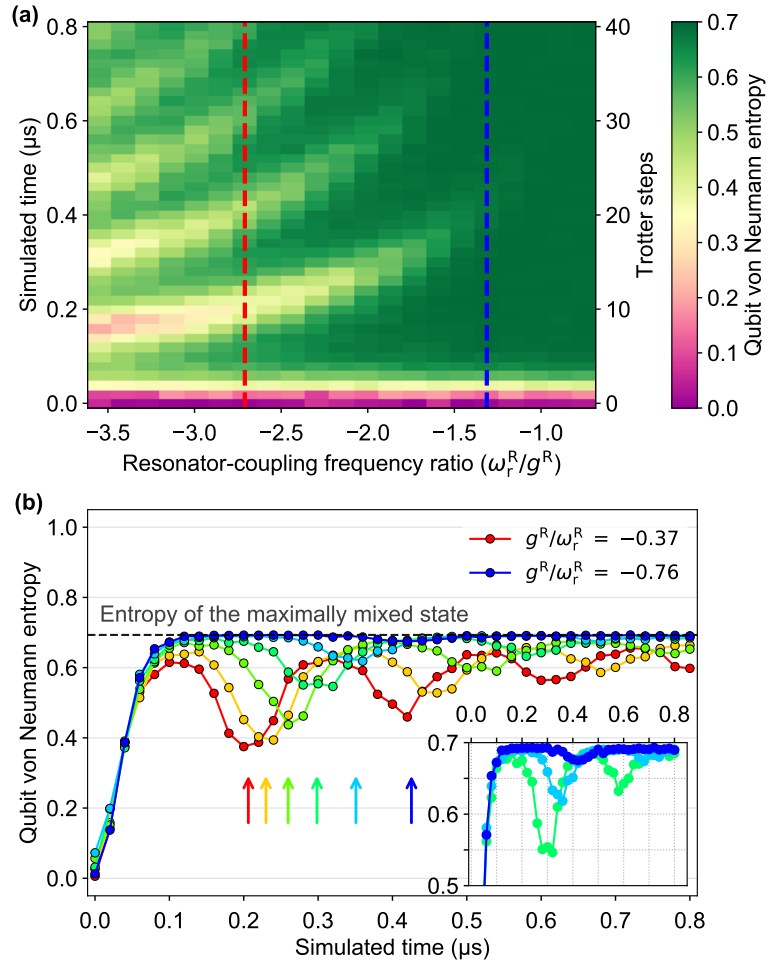 (a)
Simulated time (µs)
0.8
0.6
0.4
0.2
0.0
40
30
20
10
0
Trotter steps
0.7
0.6
0.5
0.4
0.3
0.2
0.1
0.0
Qubit von Neumann entropy
−3.5 −3.0 −2.5 −2.0 −1.5 −1.0
Resonator-coupling frequency ratio (ω_r^R/g^R)
(b)
Qubit von Neumann entropy
1.0
0.8
0.6
0.4
0.2
0.0
g^R/ω_r^R = −0.37
g^R/ω_r^R = −0.76
Entropy of the maximally mixed state
0.0 0.2 0.4 0.6 0.8
0.7
0.6
0.5
0.0 0.1 0.2 0.3 0.4 0.5 0.6 0.7 0.8
Simulated time (µs)